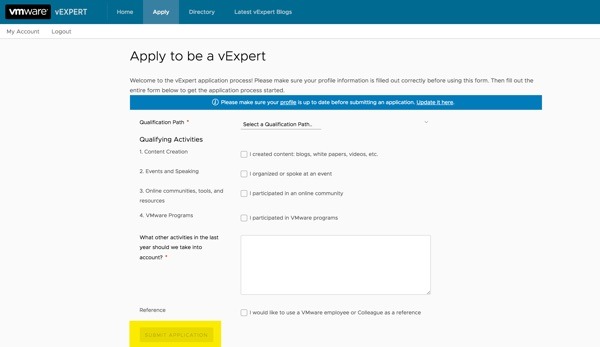 vmware vEXPERT Home Apply Directory Latest vExpert Blogs
My Account Logout
Apply to be a vExpert
Welcome to the vExpert application process! Please make sure your profile information is filled out correctly before using this form. Then fill out the
entire form below to get the application process started.
Please make sure your profile is up to date before submitting an application. Update it here.
Qualification Path * Select a Qualification Path..
Qualifying Activities
1. Content Creation I created content: blogs, white papers, videos, etc.
2. Events and Speaking I organized or spoke at an event
3. Online communities, tools, and
resources
I participated in an online community
4. VMware Programs I participated in VMware programs
What other activities in the last
year should we take into
account? *
Reference I would like to use a VMware employee or Colleague as a reference
SUBMIT APPLICATION